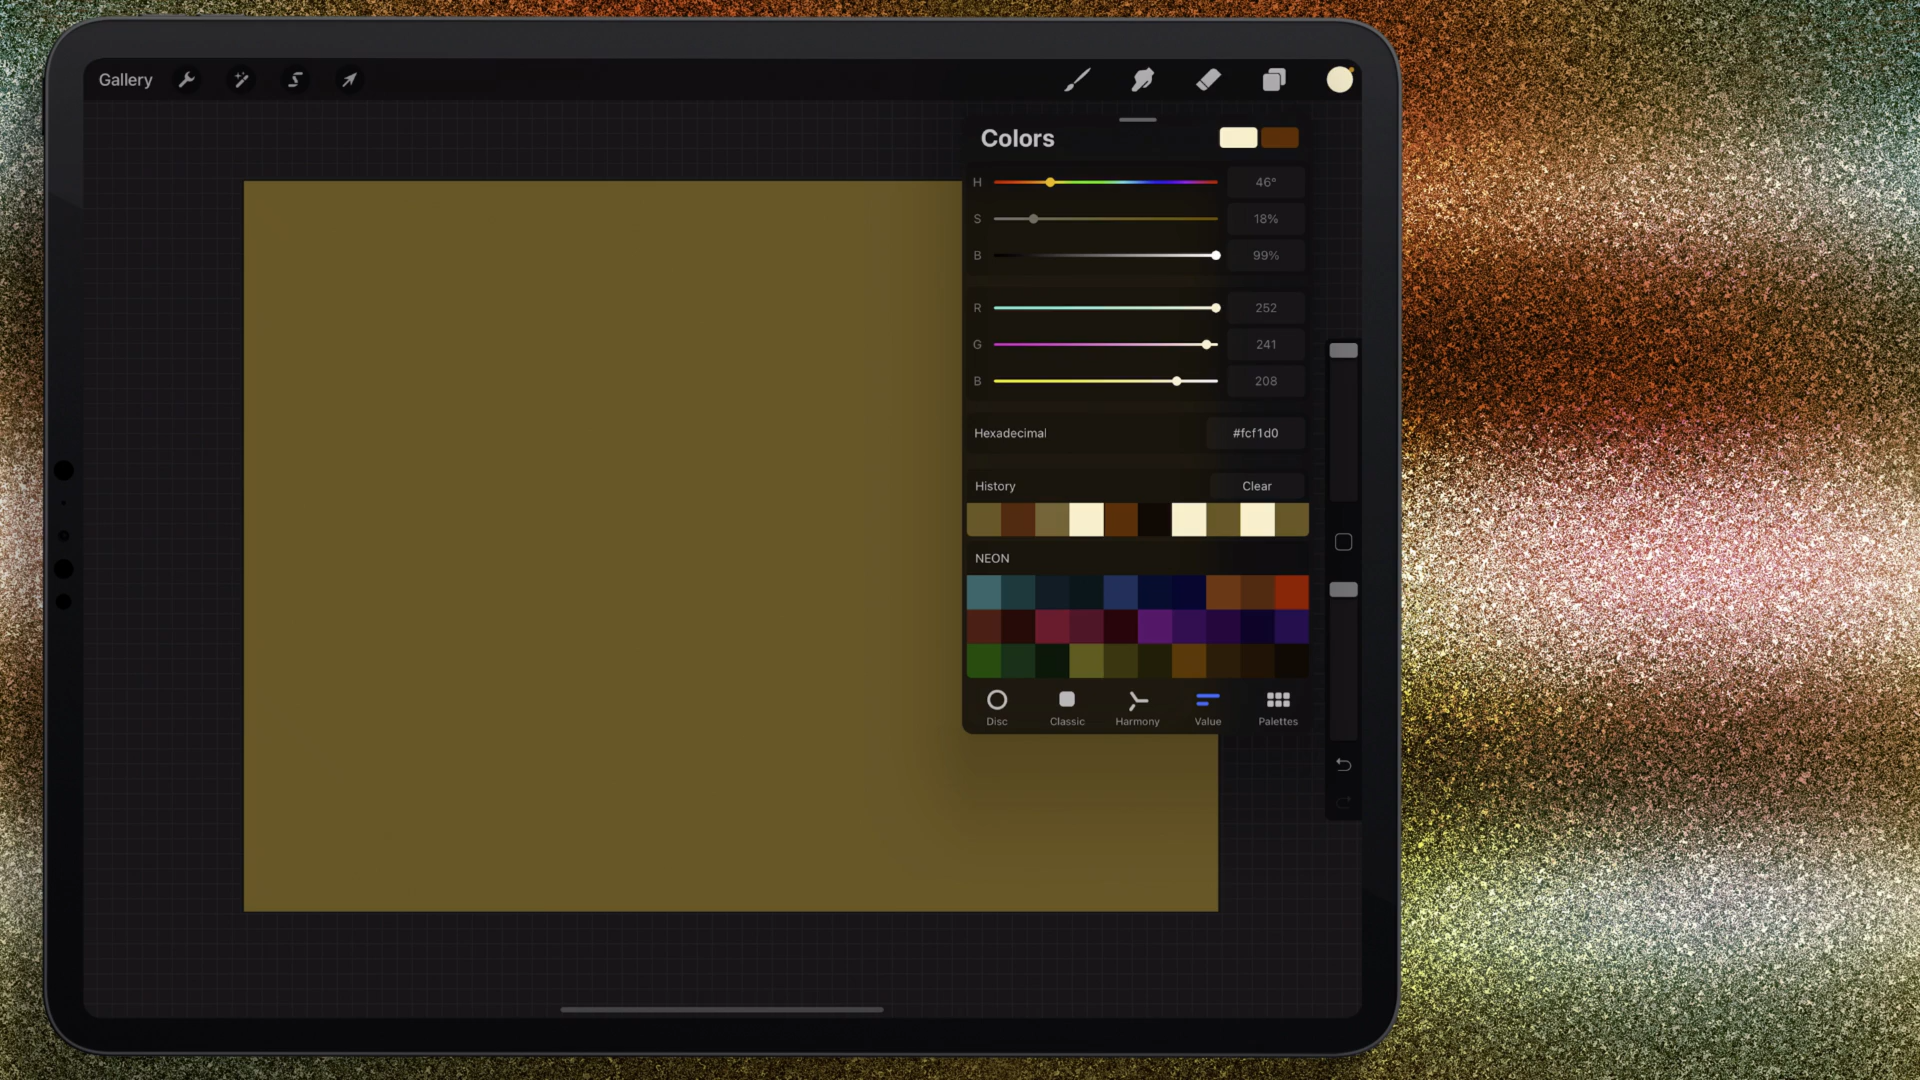 Gallery
Colors
H 46°
S 18%
B 99%
R 252
G 241
B 208
Hexadecimal #fcf1d0
History Clear
NEON
Disc Classic Harmony Value Palettes